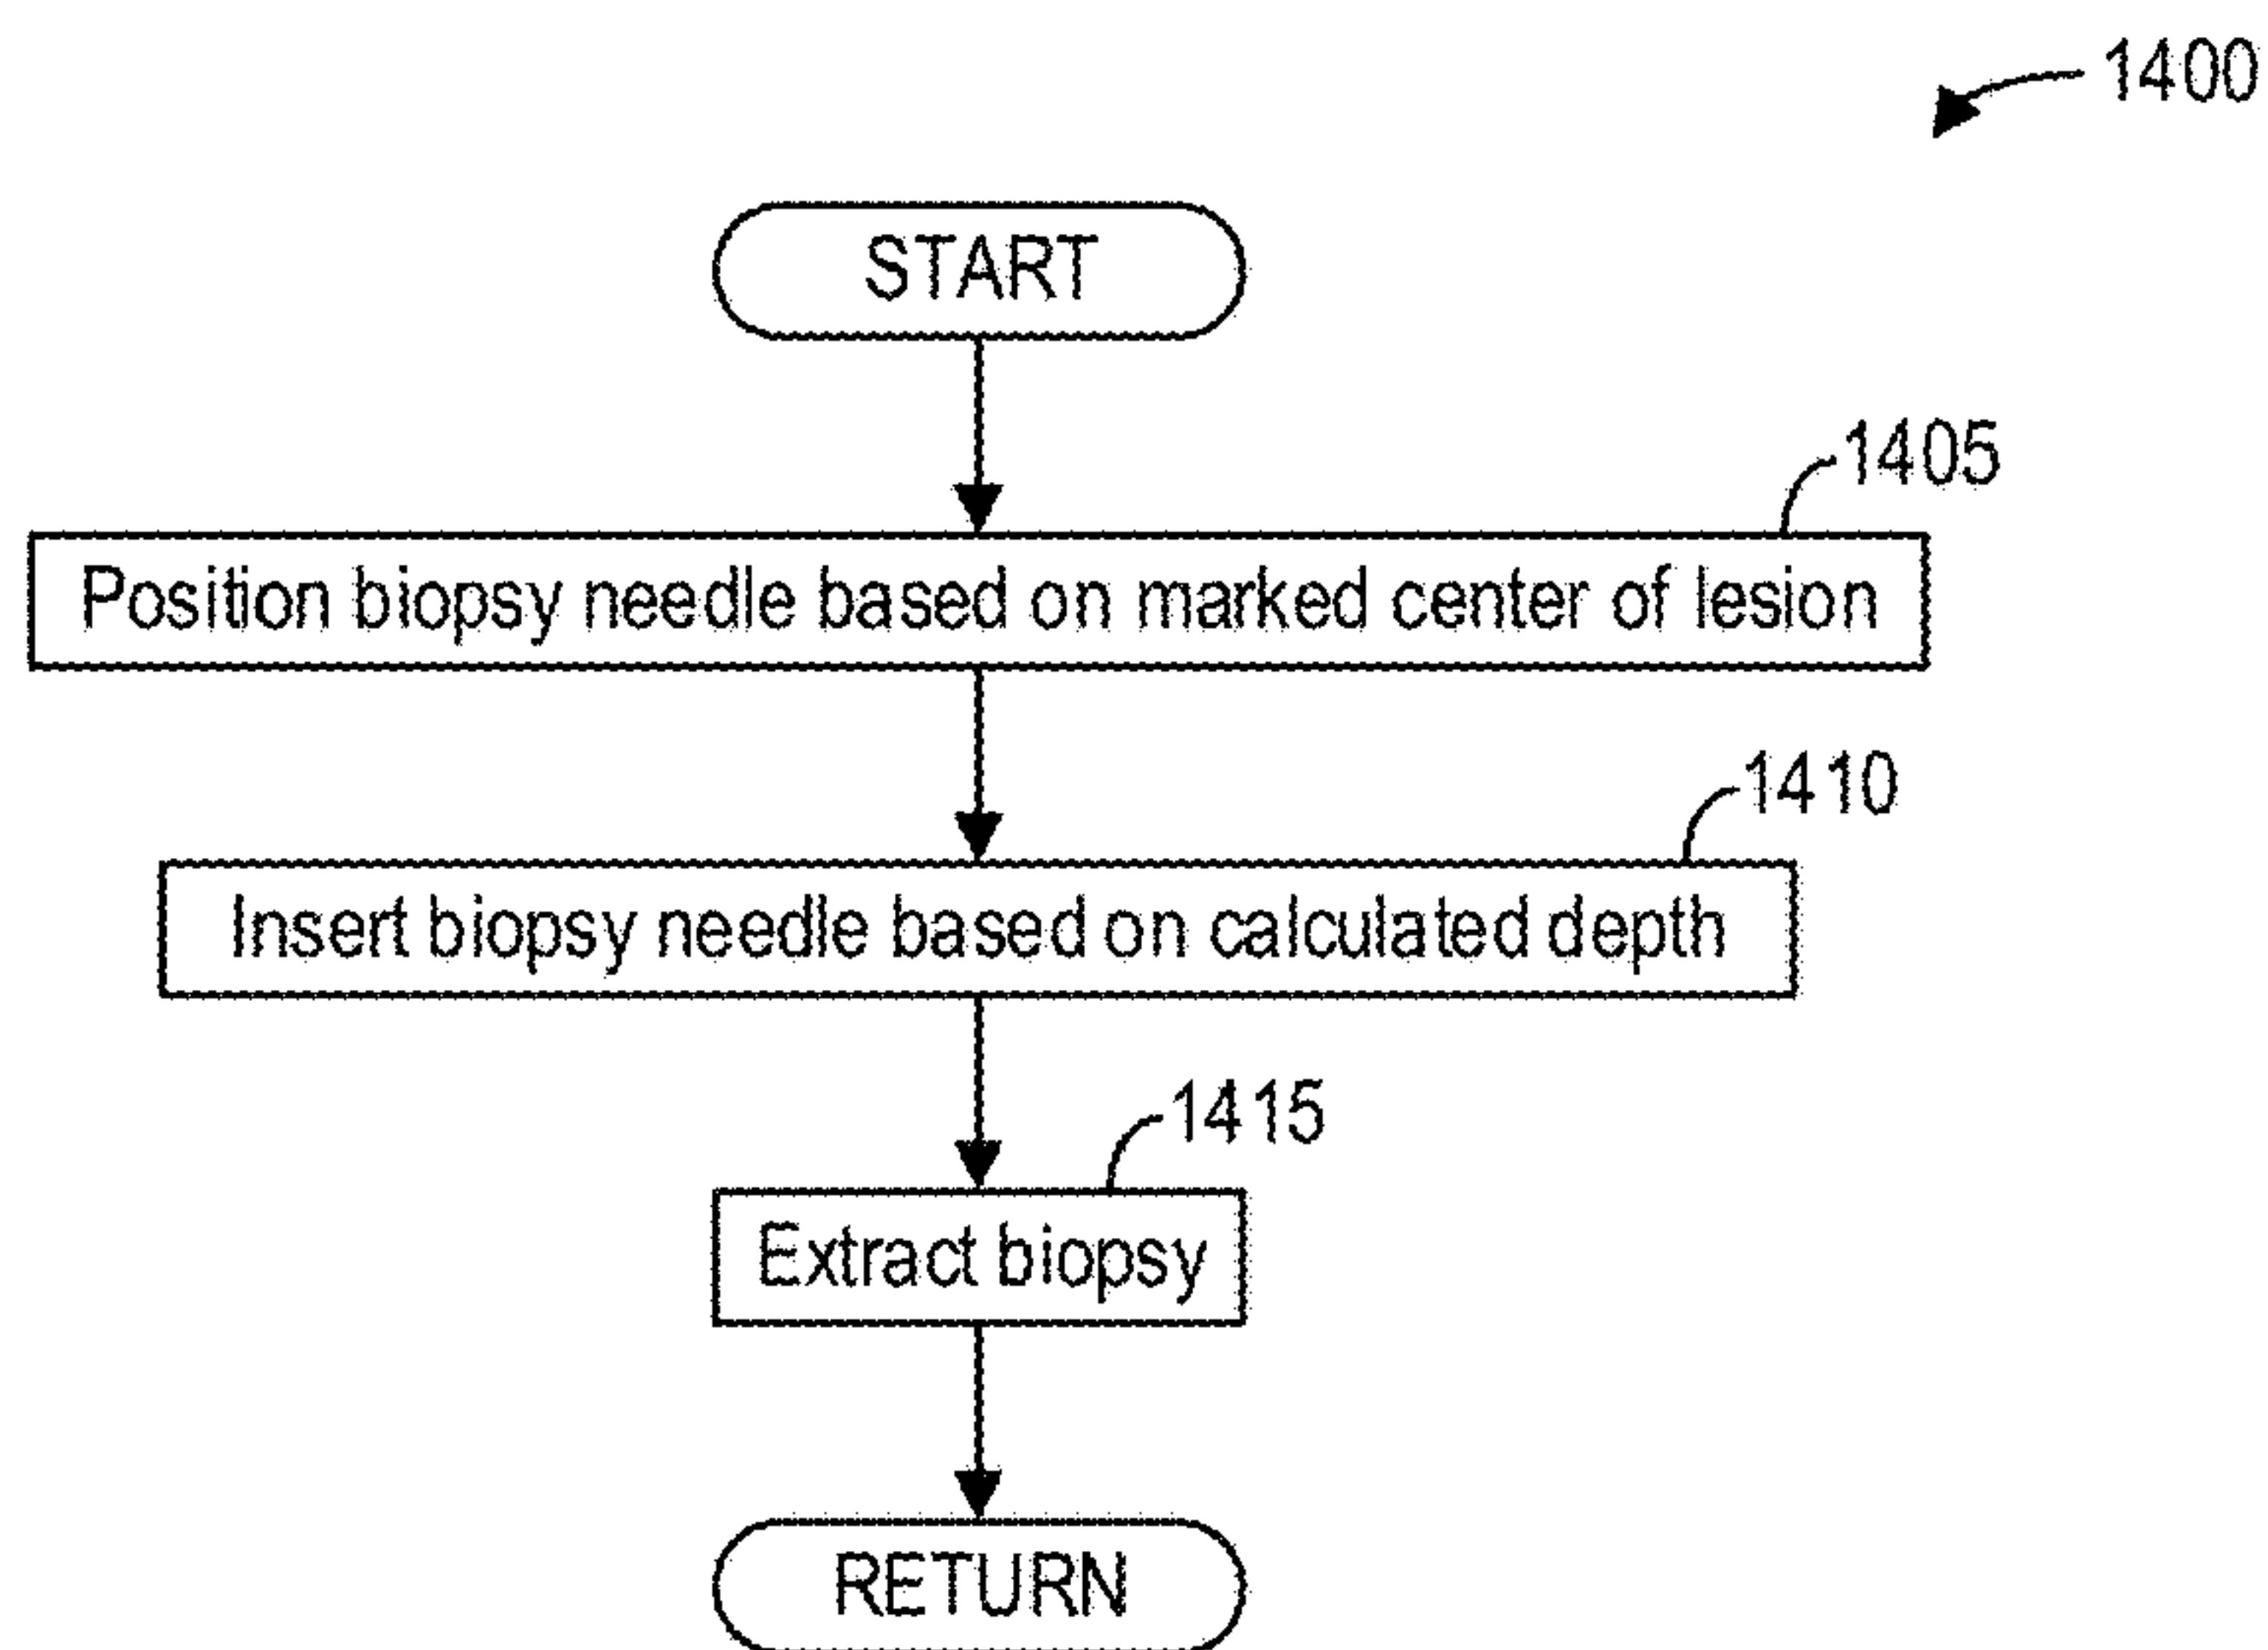 1400
START
1405
Position biopsy needle based on marked center of lesion
1410
Insert biopsy needle based on calculated depth
1415
Extract biopsy
RETURN